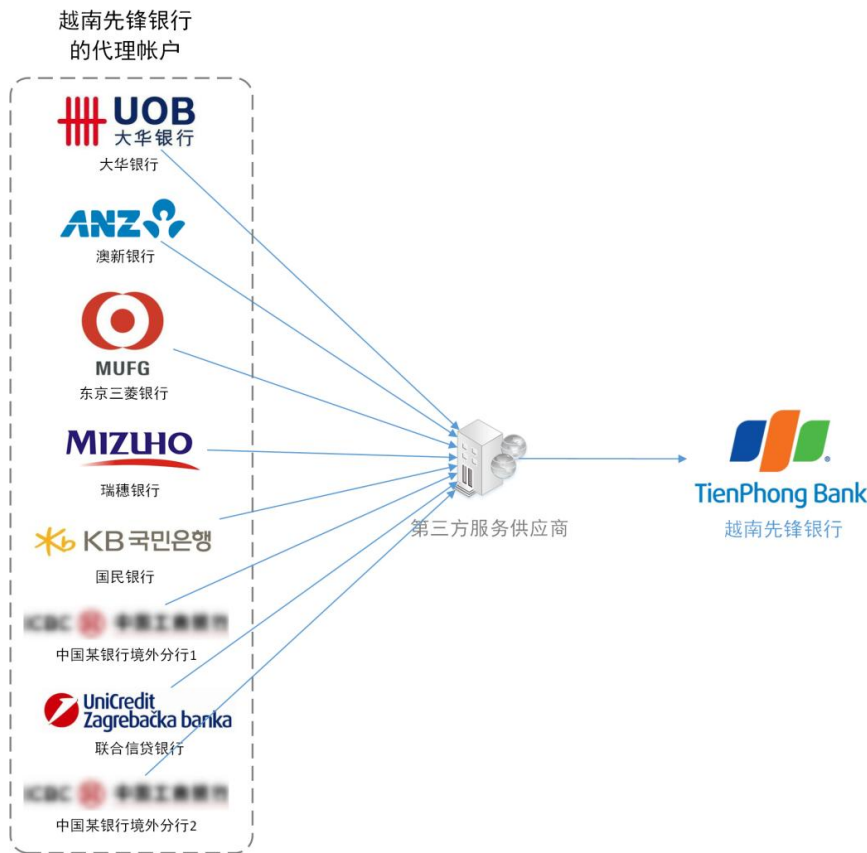 越南先锋银行
的代理帐户
UOB
大华银行
大华银行
ANZ
澳新银行
MUFG
东京三菱银行
MIZUHO
瑞穗银行
KB국민은행
国民银行
中国某银行境外分行1
UniCredit
Zagrebačka banka
联合信贷银行
中国某银行境外分行2
第三方服务供应商
TienPhong Bank
越南先锋银行